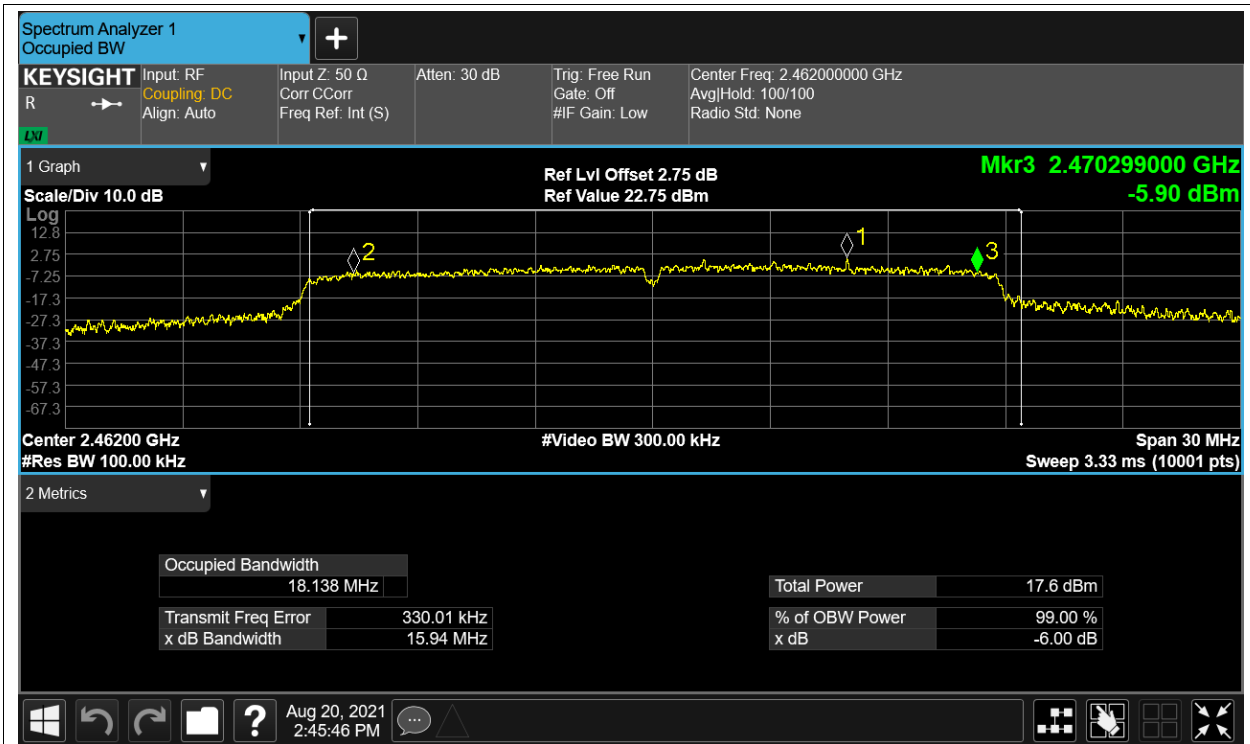 Spectrum Analyzer 1
Occupied BW
+
KEYSIGHT
R
LXI
Input: RF
Coupling: DC
Align: Auto
Input Z: 50 Ω
Corr CCorr
Freq Ref: Int (S)
Atten: 30 dB
Trig: Free Run
Gate: Off
#IF Gain: Low
Center Freq: 2.462000000 GHz
Avg|Hold: 100/100
Radio Std: None
1 Graph
Scale/Div 10.0 dB
Ref Lvl Offset 2.75 dB
Ref Value 22.75 dBm
Mkr3 2.470299000 GHz
-5.90 dBm
Log
12.8
2.75
-7.25
-17.3
-27.3
-37.3
-47.3
-57.3
-67.3
2
1
3
Center 2.46200 GHz
#Video BW 300.00 kHz
Span 30 MHz
#Res BW 100.00 kHz
Sweep 3.33 ms (10001 pts)
2 Metrics
Occupied Bandwidth
18.138 MHz
Transmit Freq Error 330.01 kHz
x dB Bandwidth 15.94 MHz
Total Power 17.6 dBm
% of OBW Power 99.00 %
x dB -6.00 dB
?
Aug 20, 2021
2:45:46 PM